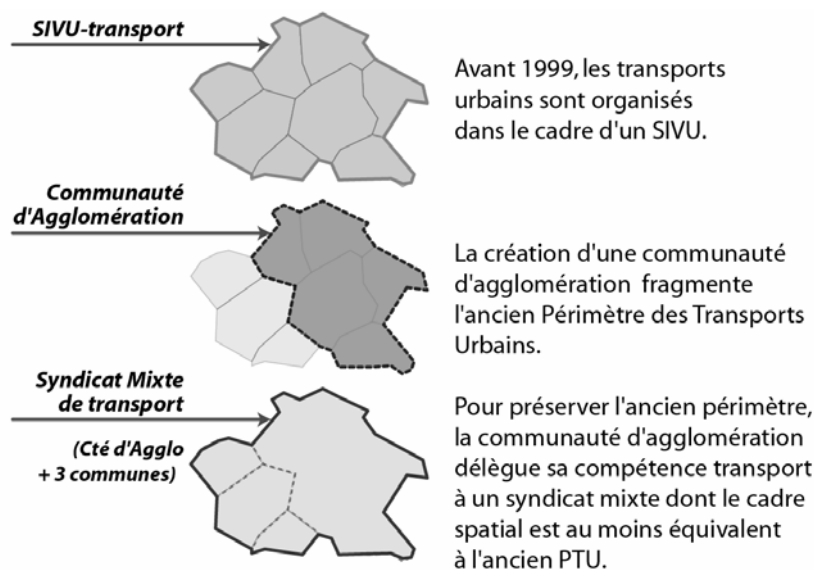 SIVU-transport
Avant 1999, les transports
urbains sont organisés
dans le cadre d'un SIVU.
Communauté
d'Agglomération
La création d'une communauté
d'agglomération fragmente
l'ancien Périmètre des Transports
Urbains.
Syndicat Mixte
de transport
(Cté d'Agglo
+ 3 communes)
Pour préserver l'ancien périmètre,
la communauté d'agglomération
délègue sa compétence transport
à un syndicat mixte dont le cadre
spatial est au moins équivalent
à l'ancien PTU.